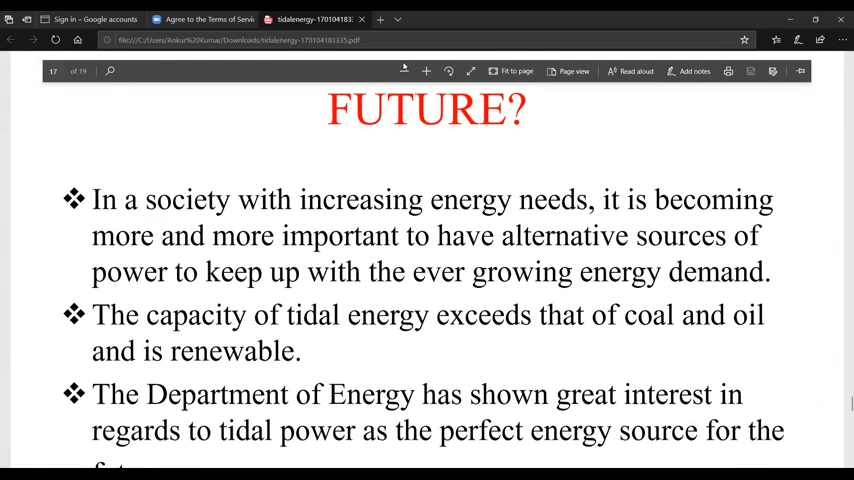 Sign in – Google accounts
Agree to the Terms of Servi
tidalenergy-170104183
file:///C:/Users/Ankur%20Kumar/Downloads/tidalenergy-170104183335.pdf
17 of 19
Fit to page
Page view
Read aloud
Add notes
FUTURE?
❖ In a society with increasing energy needs, it is becoming
more and more important to have alternative sources of
power to keep up with the ever growing energy demand.
❖ The capacity of tidal energy exceeds that of coal and oil
and is renewable.
❖ The Department of Energy has shown great interest in
regards to tidal power as the perfect energy source for the